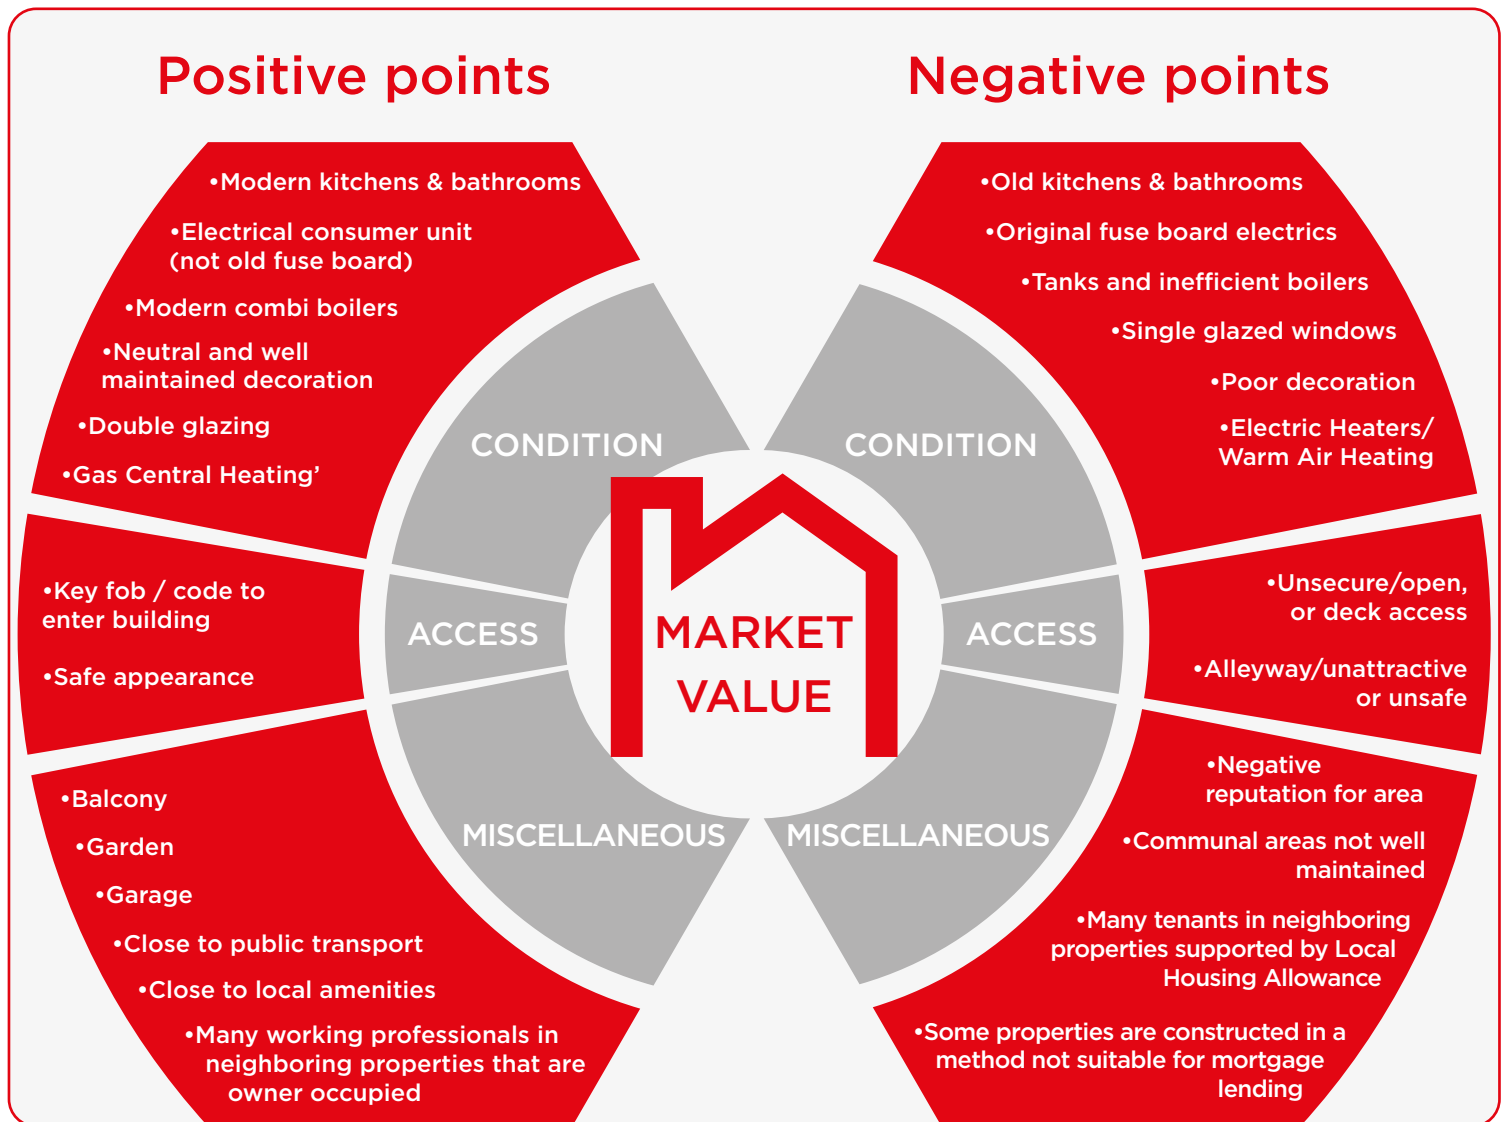 Positive points
•Modern kitchens & bathrooms
•Electrical consumer unit
(not old fuse board)
•Modern combi boilers
•Neutral and well
maintained decoration
•Double glazing
•Gas Central Heating’
CONDITION
•Key fob / code to
enter building
•Safe appearance
ACCESS
•Balcony
•Garden
•Garage
•Close to public transport
•Close to local amenities
•Many working professionals in
neighboring properties that are
owner occupied
MISCELLANEOUS
MARKET
VALUE
Negative points
•Old kitchens & bathrooms
•Original fuse board electrics
•Tanks and inefficient boilers
•Single glazed windows
•Poor decoration
•Electric Heaters/
Warm Air Heating
CONDITION
•Unsecure/open,
or deck access
•Alleyway/unattractive
or unsafe
ACCESS
•Negative
reputation for area
•Communal areas not well
maintained
•Many tenants in neighboring
properties supported by Local
Housing Allowance
•Some properties are constructed in a
method not suitable for mortgage
lending
MISCELLANEOUS